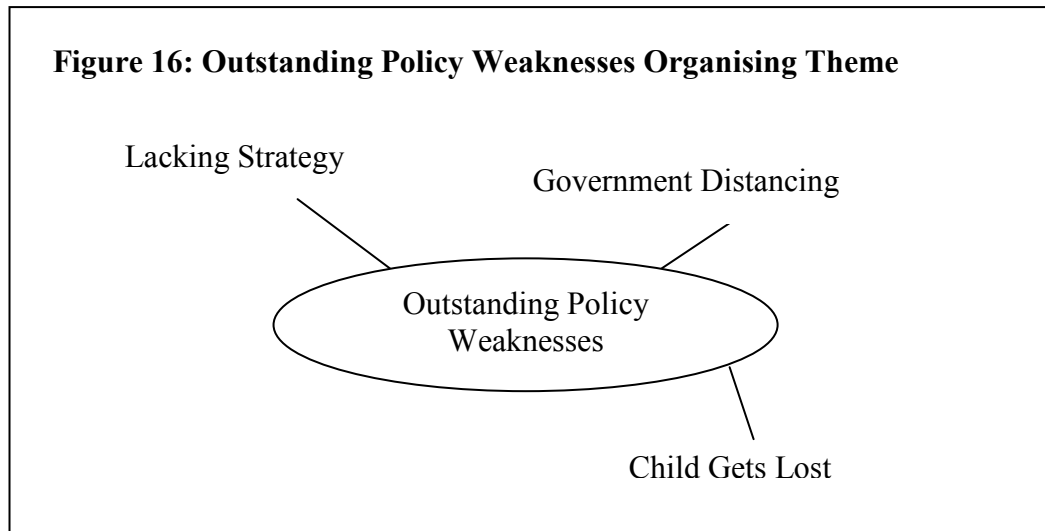 Figure 16: Outstanding Policy Weaknesses Organising Theme
Lacking Strategy
Government Distancing
Outstanding Policy
Weaknesses
Child Gets Lost